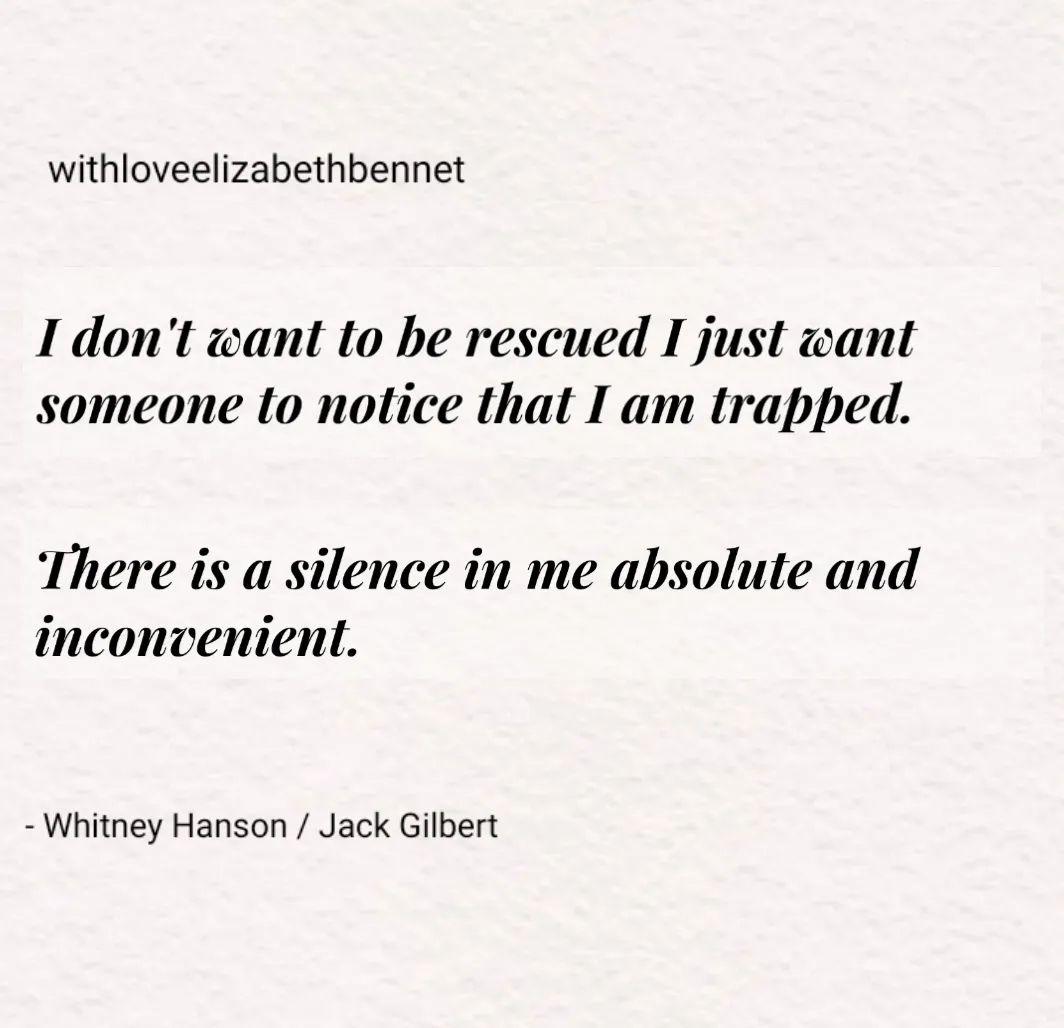 withloveelizabethbennet
I don't want to be rescued I just want
someone to notice that I am trapped.
There is a silence in me absolute and
inconvenient.
- Whitney Hanson / Jack Gilbert